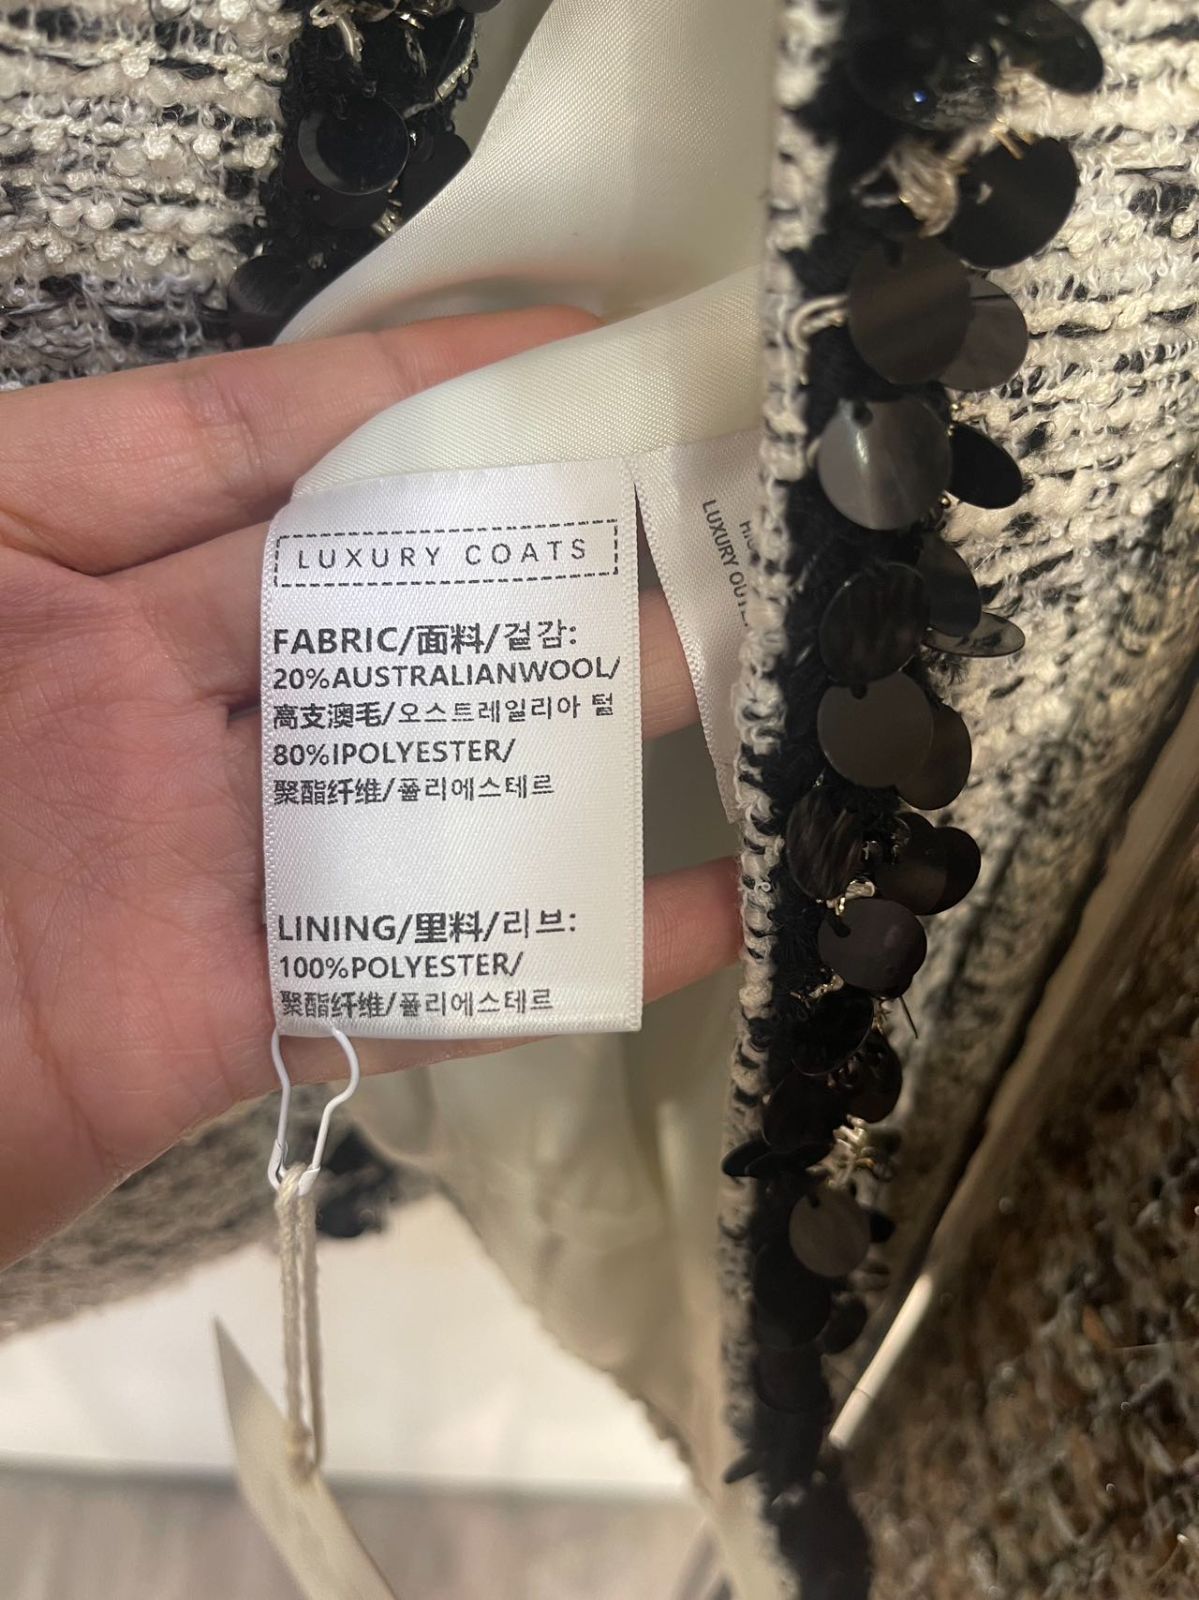 LUXURY COATS
FABRIC/面料/겉감:
20%AUSTRALIANWOOL/
高支澳毛/오스트레일리아 털
80%IPOLYESTER/
聚酯纤维/폴리에스테르
LINING/里料/리브:
100%POLYESTER/
聚酯纤维/폴리에스테르
LUXURY